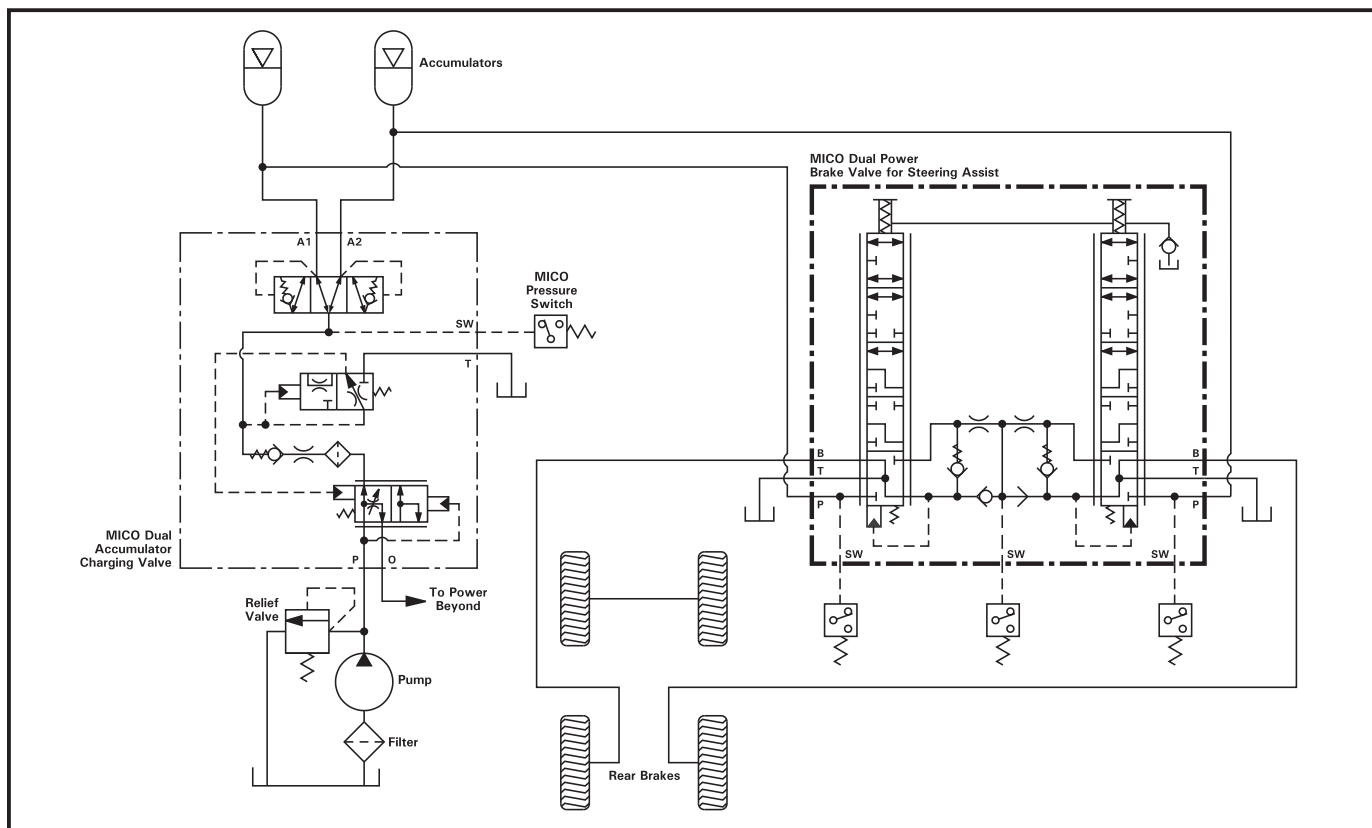 Accumulators
MICO Dual Power
Brake Valve for Steering Assist
A1
A2
MICO
Pressure
Switch
SW
T
B
T
P
B
T
P
MICO Dual
Accumulator
Charging Valve
P
O
SW
SW
SW
To Power
Beyond
Relief
Valve
Pump
Filter
Rear Brakes